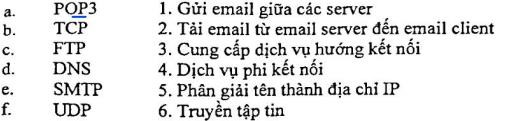 a. POP3 1. Gửi email giữa các server
b. TCP 2. Tải email từ email server đến email client
c. FTP 3. Cung cấp dịch vụ hướng kết nối
d. DNS 4. Dịch vụ phi kết nối
e. SMTP 5. Phân giải tên thành địa chỉ IP
f. UDP 6. Truyền tập tin